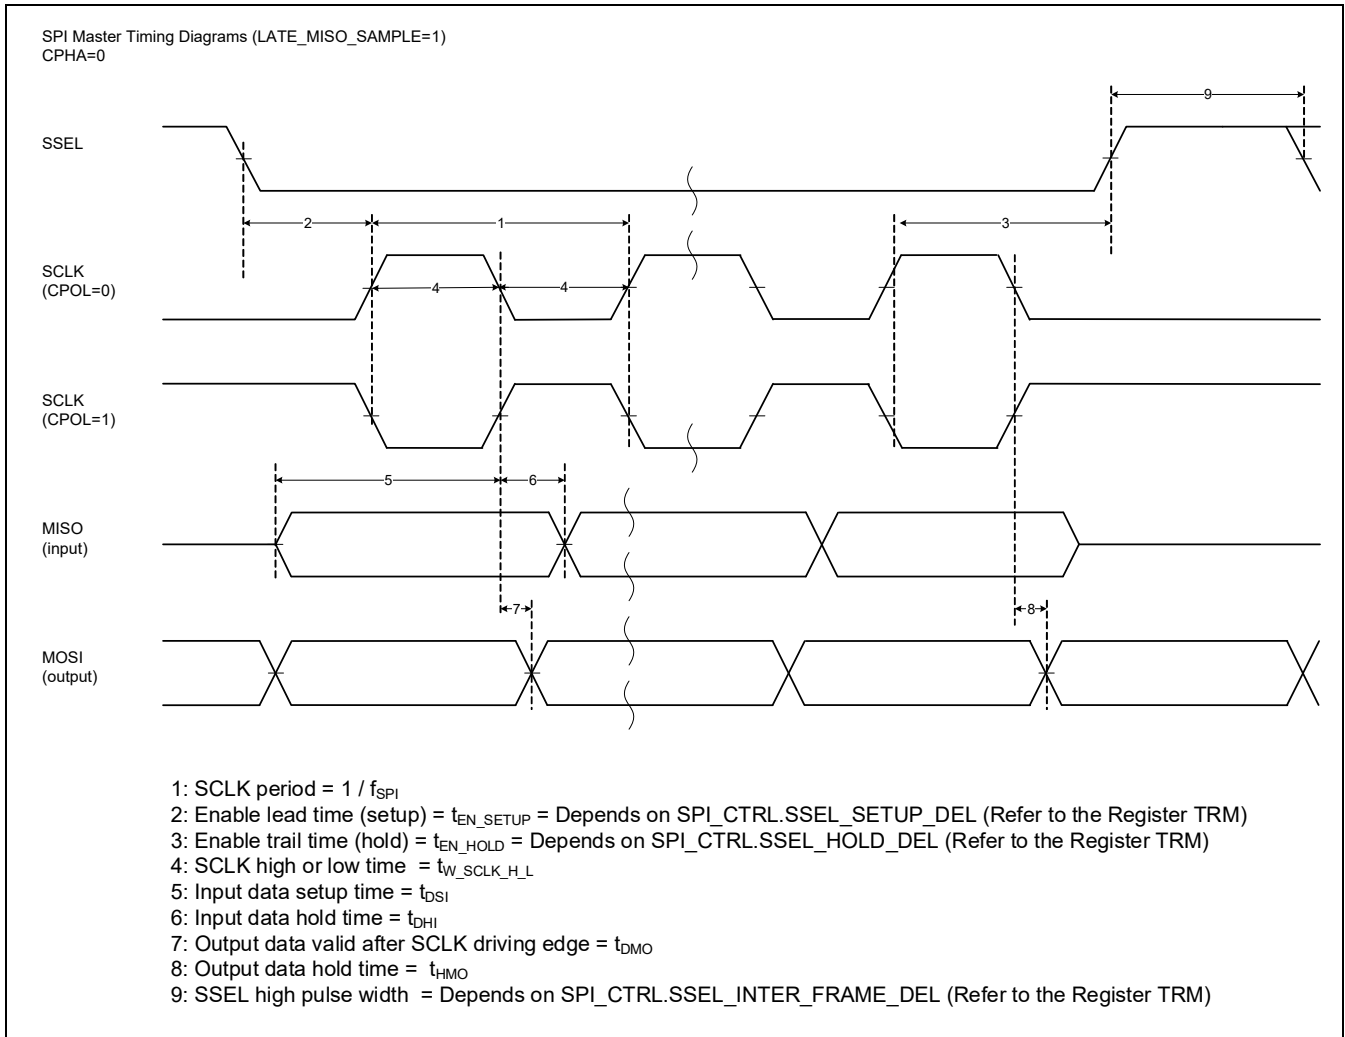 SPI Master Timing Diagrams (LATE_MISO_SAMPLE=1)
CPHA=0
9
SSEL
2
1
3
SCLK
(CPOL=0)
4
4
SCLK
(CPOL=1)
5
6
MISO
(input)
7
8
MOSI
(output)
1: SCLK period = 1 / fSPI
2: Enable lead time (setup) = tEN_SETUP = Depends on SPI_CTRL.SSEL_SETUP_DEL (Refer to the Register TRM)
3: Enable trail time (hold) = tEN_HOLD = Depends on SPI_CTRL.SSEL_HOLD_DEL (Refer to the Register TRM)
4: SCLK high or low time = tW_SCLK_H_L
5: Input data setup time = tDSI
6: Input data hold time = tDHI
7: Output data valid after SCLK driving edge = tDMO
8: Output data hold time = tHMO
9: SSEL high pulse width = Depends on SPI_CTRL.SSEL_INTER_FRAME_DEL (Refer to the Register TRM)